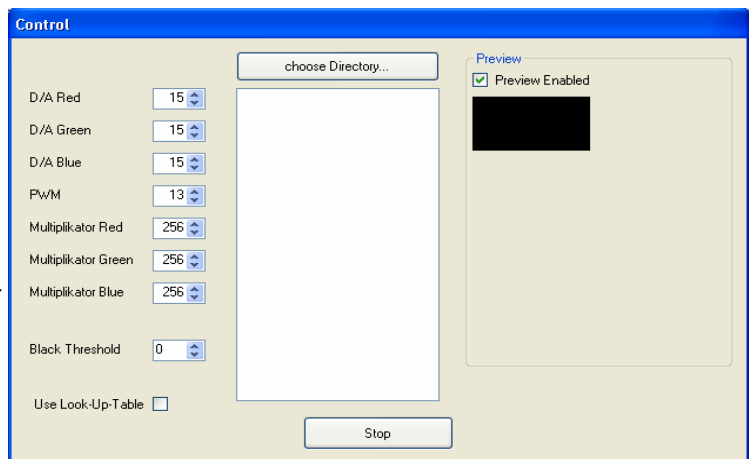 Control
choose Directory...
D/A Red 15
D/A Green 15
D/A Blue 15
PWM 13
Multiplikator Red 256
Multiplikator Green 256
Multiplikator Blue 256
Black Threshold 0
Use Look-Up-Table
Stop
Preview
Preview Enabled